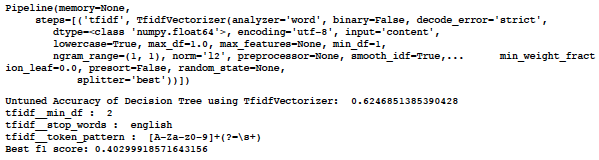 Pipeline(memory=None,
steps=[('tfidf', TfidfVectorizer(analyzer='word', binary=False, decode_error='strict',
dtype=<class 'numpy.float64'>, encoding='utf-8', input='content',
lowercase=True, max_df=1.0, max_features=None, min_df=1,
ngram_range=(1, 1), norm='l2', preprocessor=None, smooth_idf=True,... min_weight_fract
ion_leaf=0.0, presort=False, random_state=None,
splitter='best'))])
Untuned Accuracy of Decision Tree using TfidfVectorizer: 0.6246851385390428
tfidf__min_df : 2
tfidf__stop_words : english
tfidf__token_pattern : [A-Za-z0-9]+(?=\s+)
Best f1 score: 0.40299918571643156